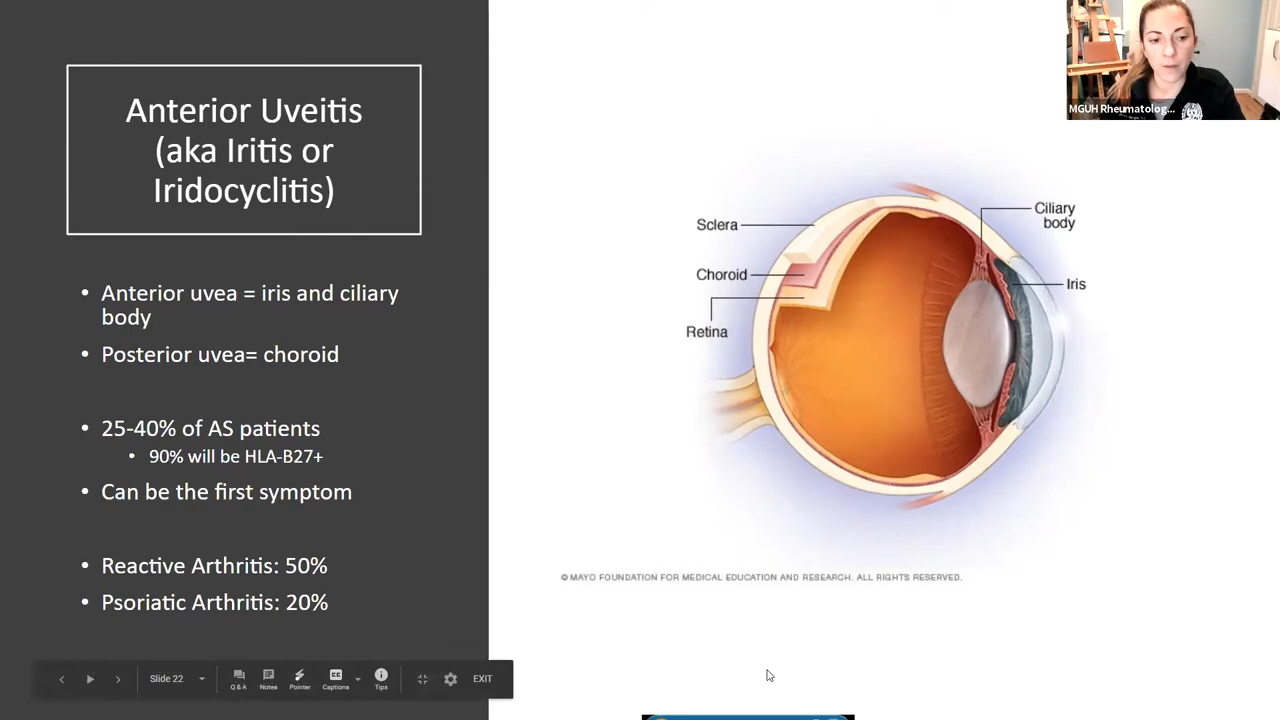 Anterior Uveitis
(aka Iritis or
Iridocyclitis)
• Anterior uvea = iris and ciliary
body
• Posterior uvea= choroid
• 25-40% of AS patients
• 90% will be HLA-B27+
• Can be the first symptom
• Reactive Arthritis: 50%
• Psoriatic Arthritis: 20%
Sclera
Choroid
Retina
Ciliary
body
Iris
© MAYO FOUNDATION FOR MEDICAL EDUCATION AND RESEARCH. ALL RIGHTS RESERVED.
MGUH Rheumatolog...
Slide 22
Q & A
Notes
Pointer
CC
Captions
Tips
EXIT